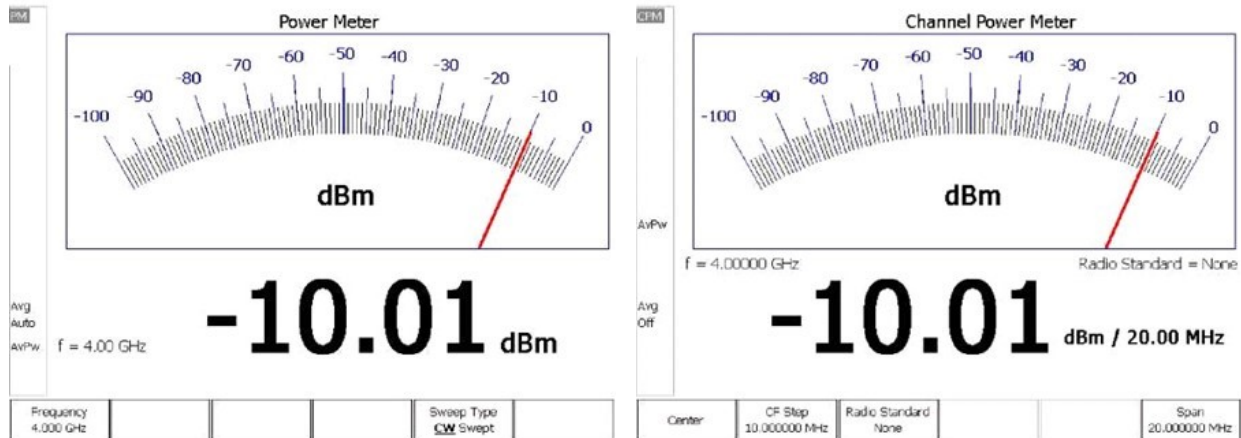 PM
Power Meter
-100
-90
-80
-70
-60
-50
-40
-30
-20
-10
0
dBm
Avg
Auto
AvPw
f = 4.00 GHz
-10.01 dBm
Frequency
4.000 GHz
Sweep Type
CW Swept
CPM
Channel Power Meter
-100
-90
-80
-70
-60
-50
-40
-30
-20
-10
0
dBm
AvPw
f = 4.00000 GHz
Radio Standard = None
Avg
Off
-10.01 dBm / 20.00 MHz
Center
CF Step
10.000000 MHz
Radio Standard
None
Span
20.000000 MHz